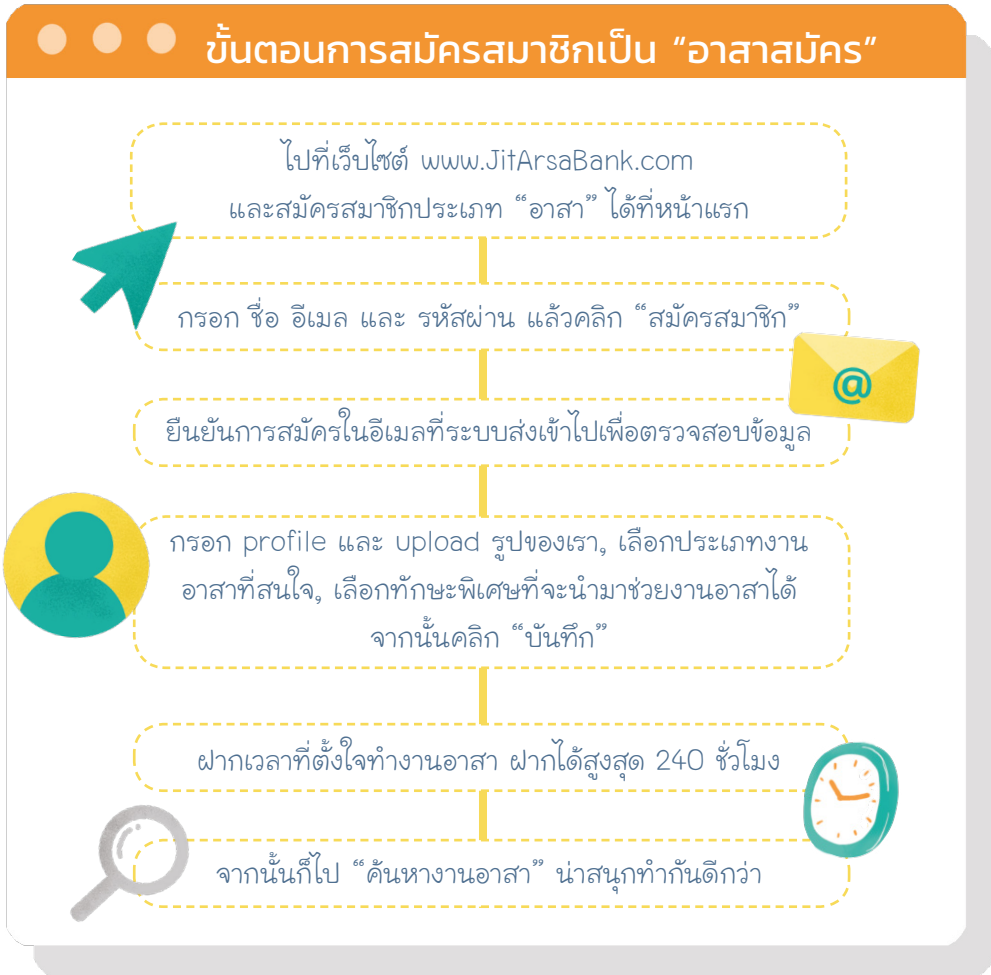 ขั้นตอนการสมัครสมาชิกเป็น “อาสาสมัคร”
ไปที่เว็บไซต์ www.JitArsaBank.com
และสมัครสมาชิกประเภท “อาสา” ได้ที่หน้าแรก
กรอก ชื่อ อีเมล และ รหัสผ่าน แล้วคลิก “สมัครสมาชิก”
@
ยืนยันการสมัครในอีเมลที่ระบบส่งเข้าไปเพื่อตรวจสอบข้อมูล
กรอก profile และ upload รูปของเรา, เลือกประเภทงาน
อาสาที่สนใจ, เลือกทักษะพิเศษที่จะนำมาช่วยงานอาสาได้
จากนั้นคลิก “บันทึก”
ฝากเวลาที่ตั้งใจทำงานอาสา ฝากได้สูงสุด 240 ชั่วโมง
จากนั้นก็ไป “ค้นหางานอาสา” น่าสนุกทำกันดีกว่า